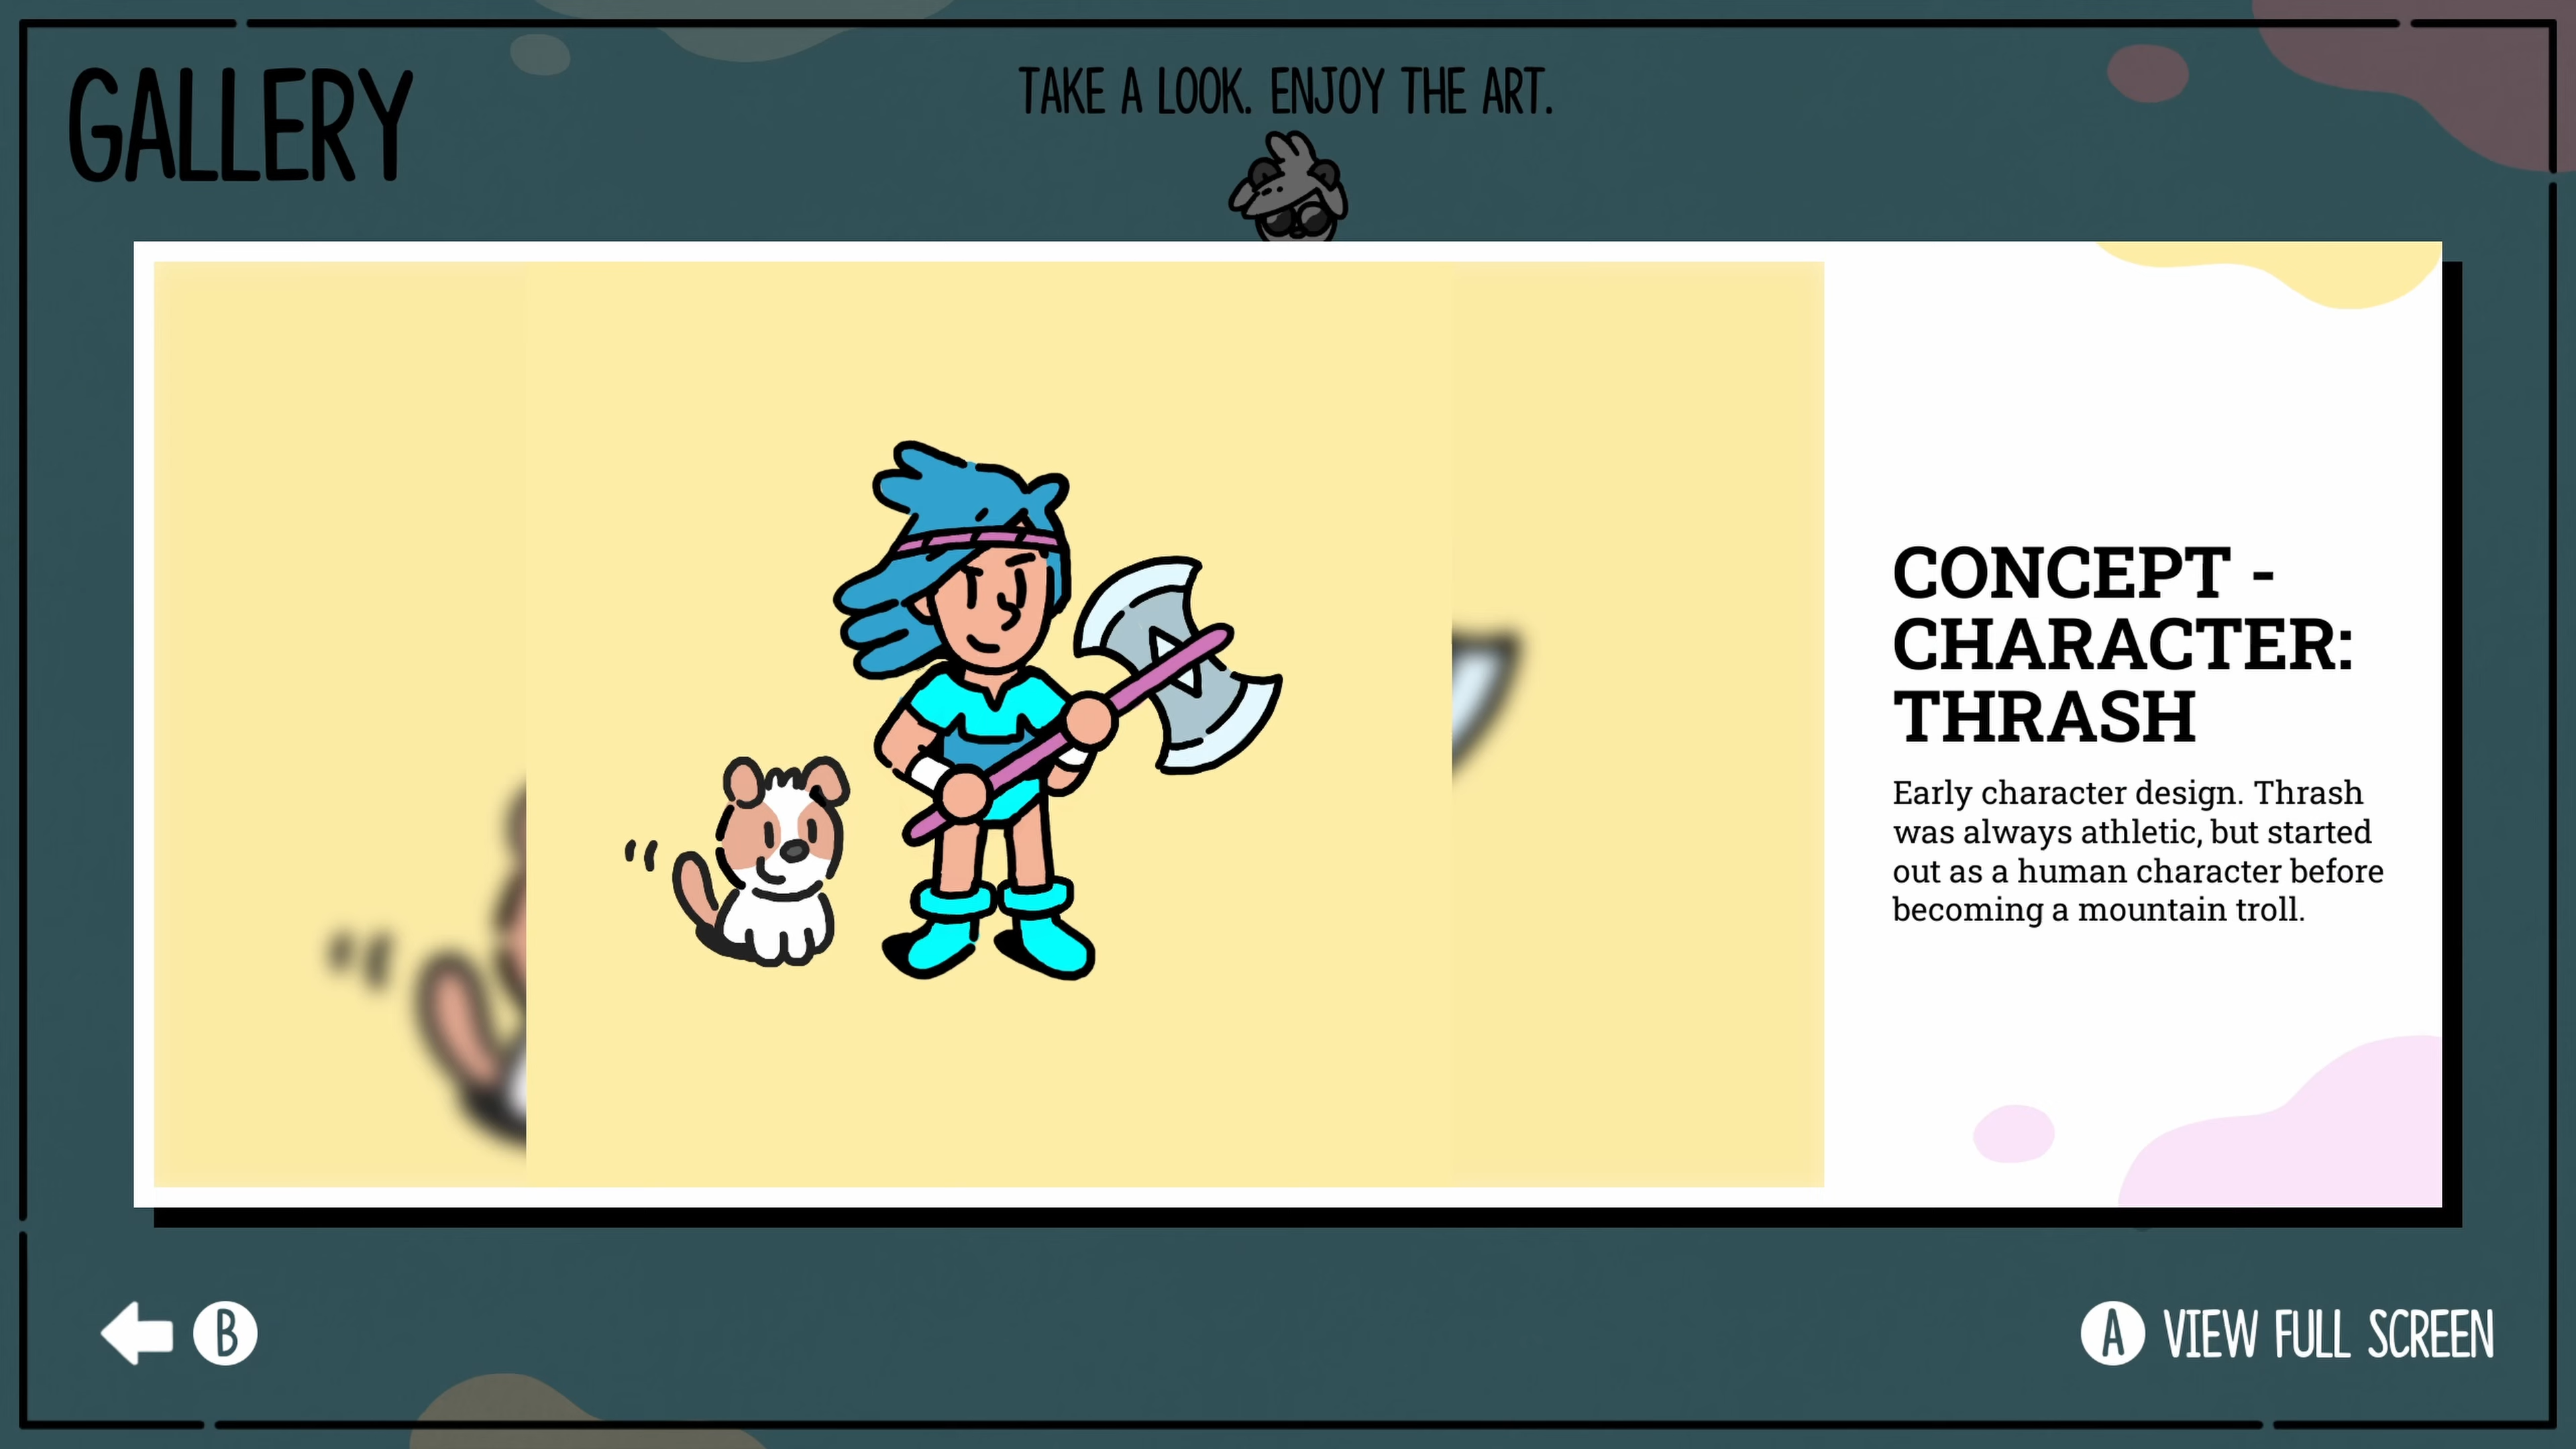 GALLERY
TAKE A LOOK. ENJOY THE ART.
CONCEPT -
CHARACTER:
THRASH
Early character design. Thrash
was always athletic, but started
out as a human character before
becoming a mountain troll.
B
A VIEW FULL SCREEN